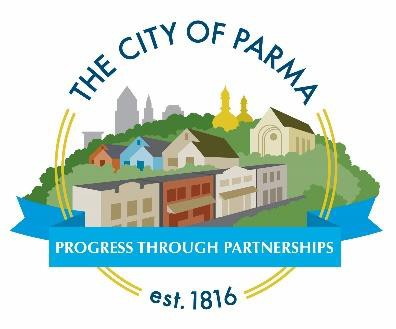 THE CITY OF PARMA
PROGRESS THROUGH PARTNERSHIPS
est. 1816